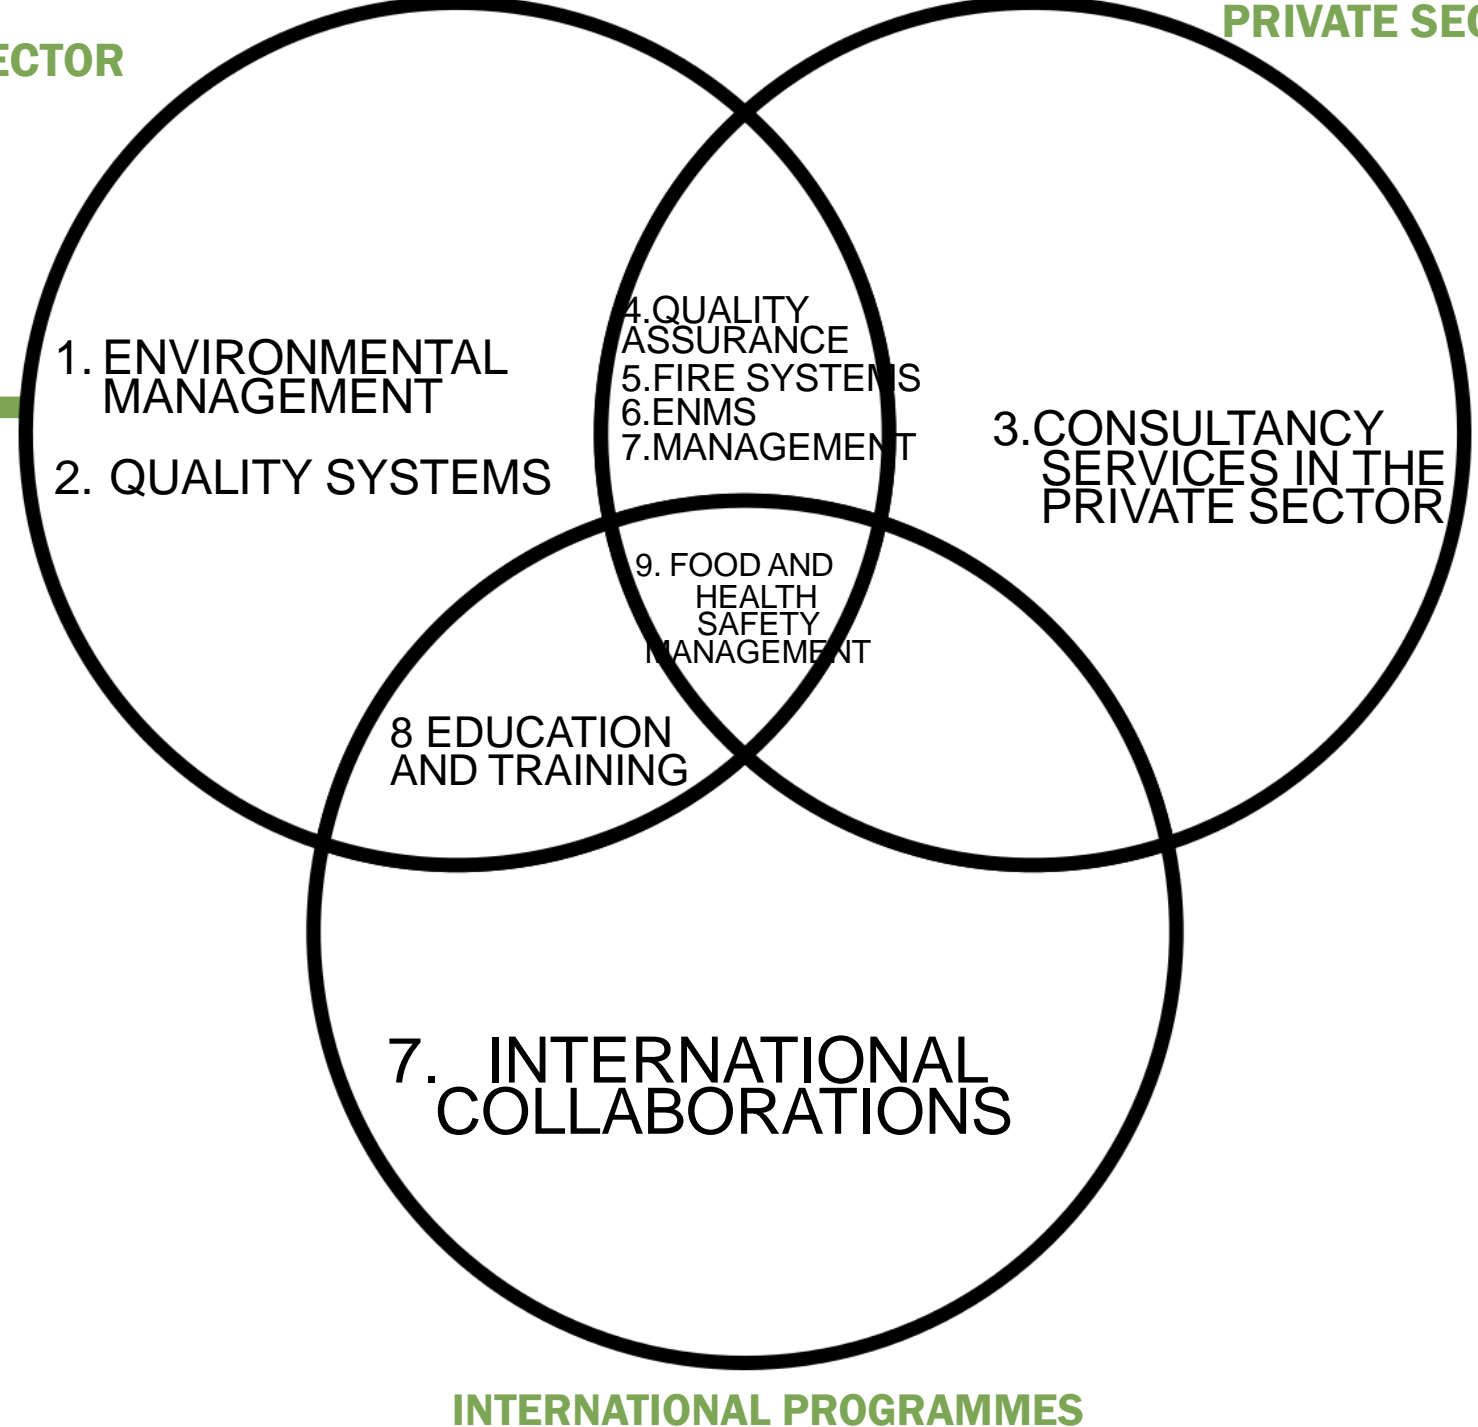 PRIVATE SEC
ECTOR
1. ENVIRONMENTAL
MANAGEMENT
2. QUALITY SYSTEMS
4.QUALITY
ASSURANCE
5.FIRE SYSTEMS
6.ENMS
7.MANAGEMENT
3.CONSULTANCY
SERVICES IN THE
PRIVATE SECTOR
9. FOOD AND
HEALTH
SAFETY
MANAGEMENT
8 EDUCATION
AND TRAINING
7. INTERNATIONAL
COLLABORATIONS
INTERNATIONAL PROGRAMMES